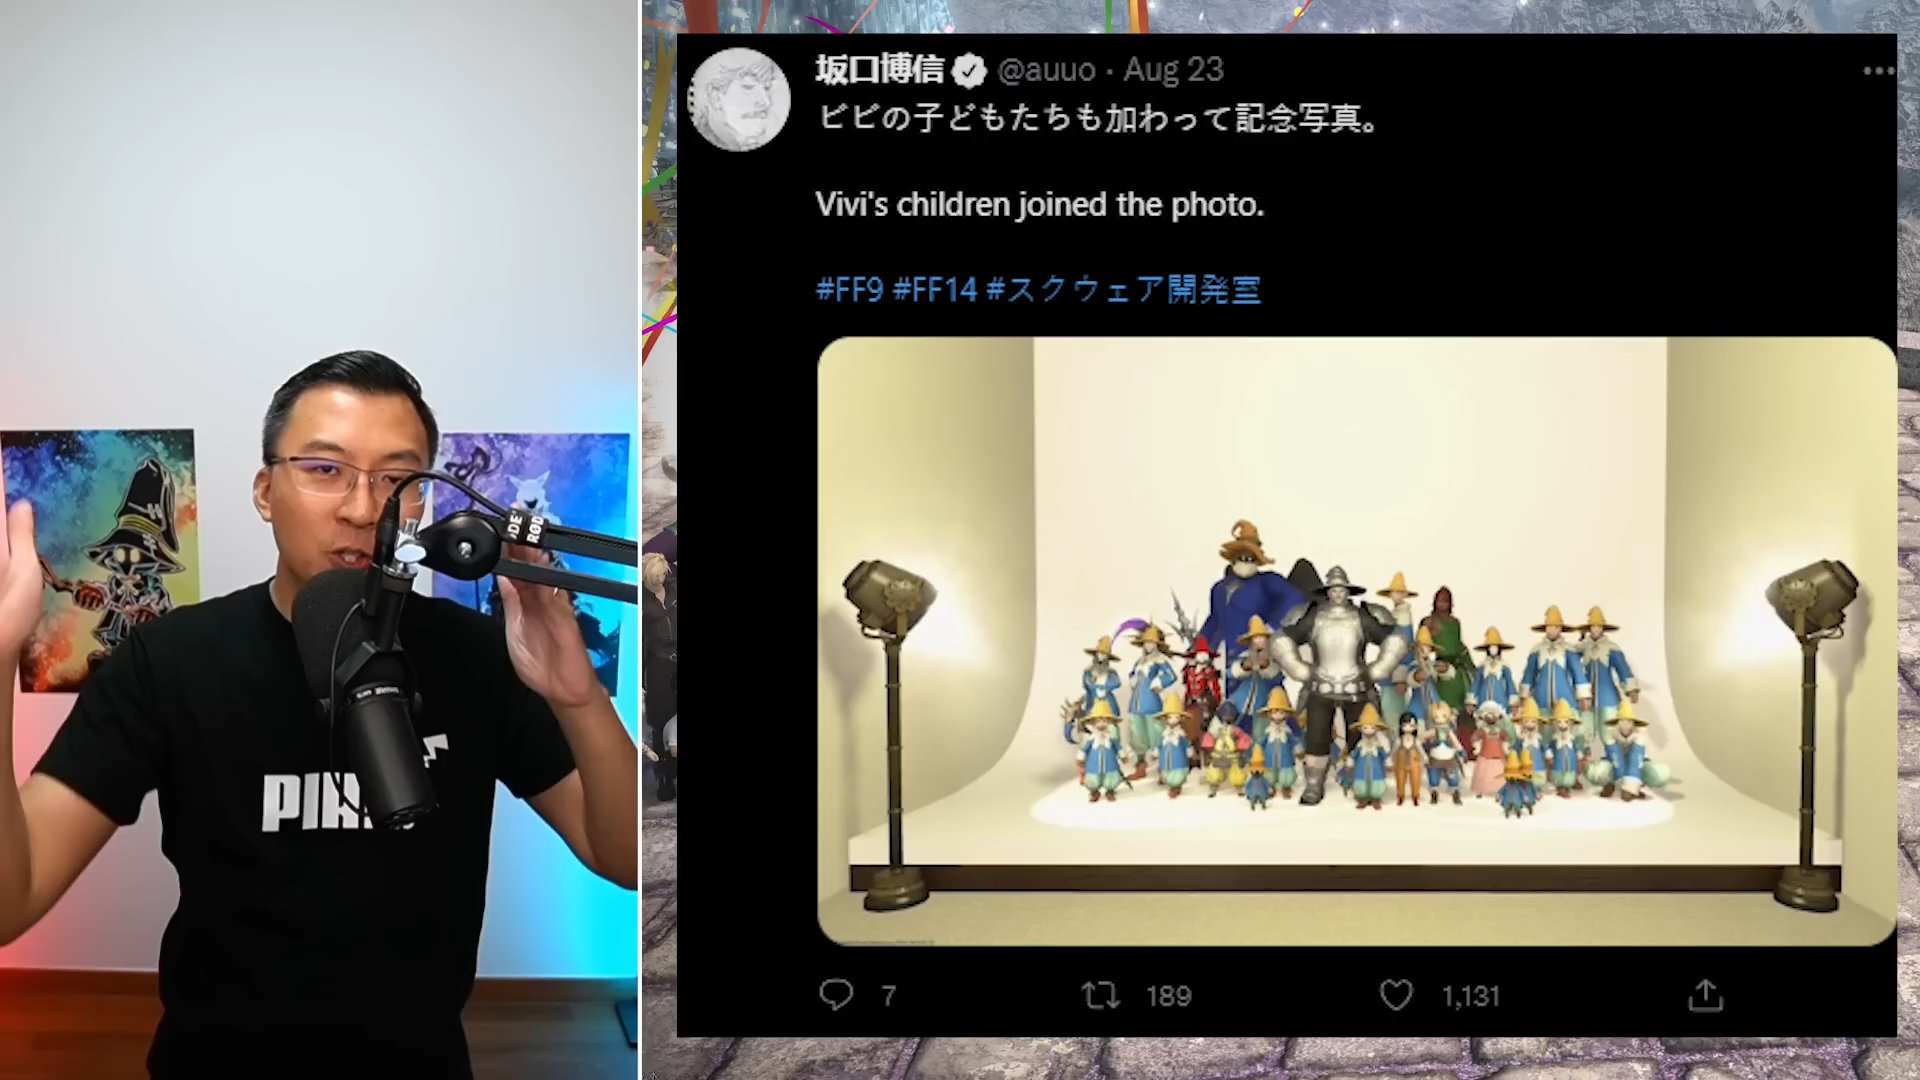 坂口博信 @auuo · Aug 23
ビビの子どもたちも加わって記念写真。
Vivi's children joined the photo.
#FF9 #FF14 #スクウェア開発室
7 189 1,131
RØDE